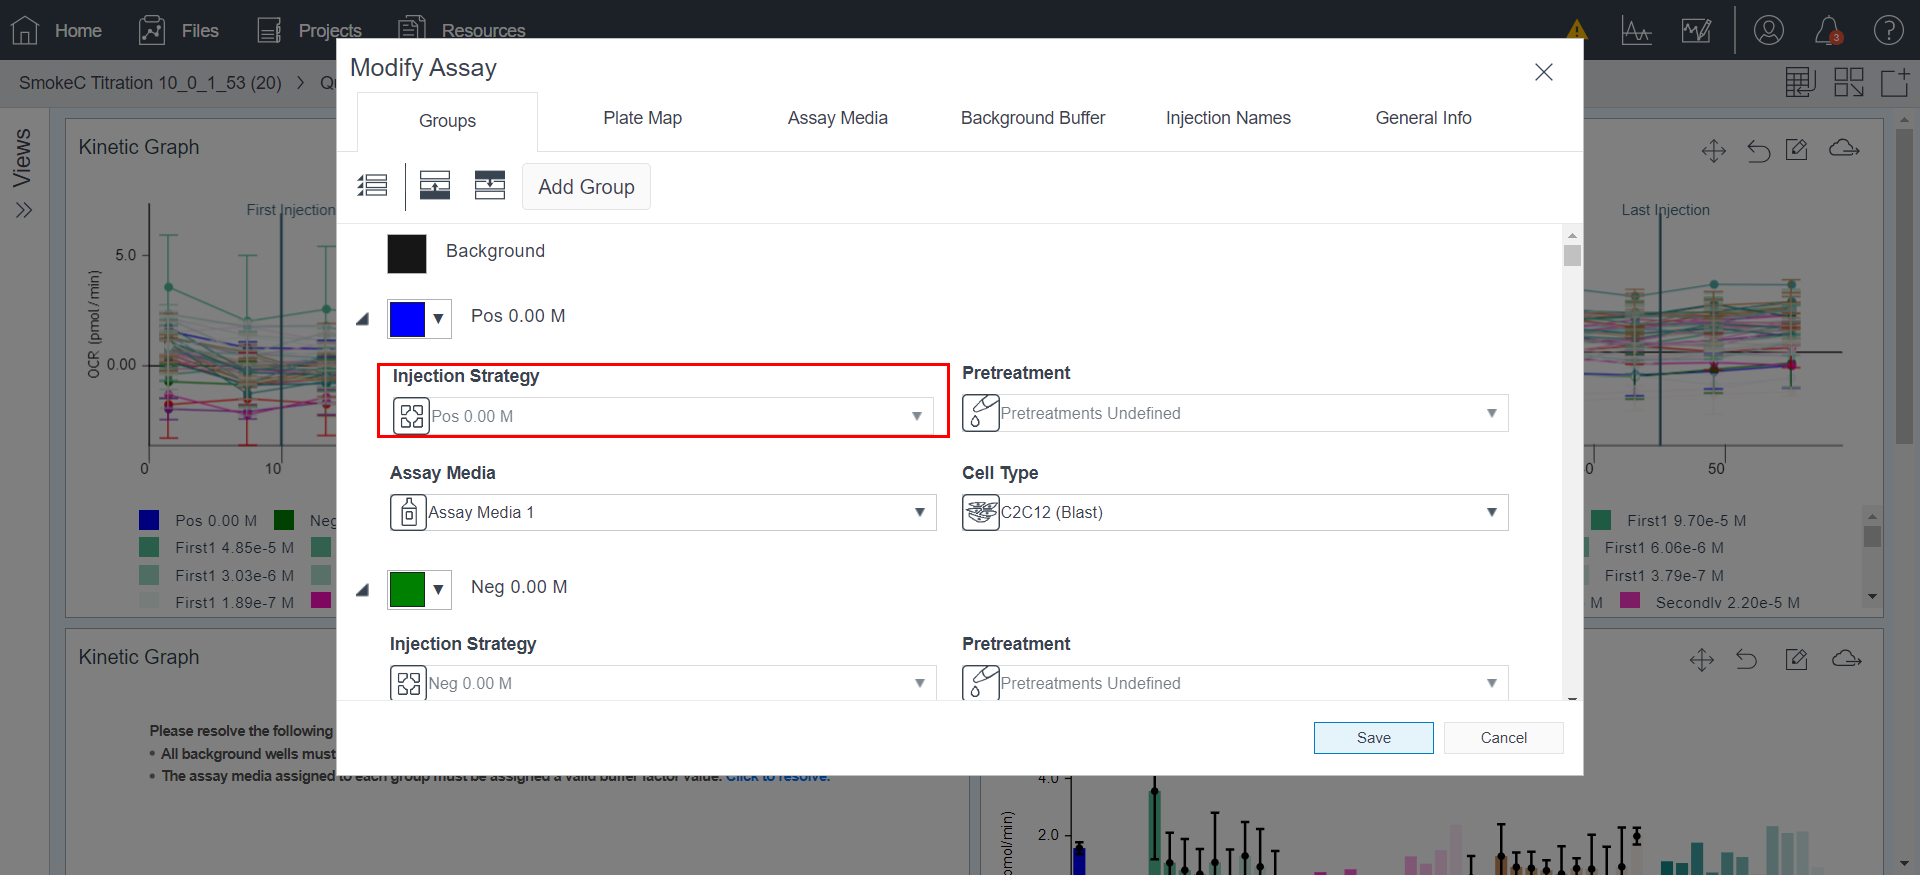 Home
Files
Projects
Resources
3
SmokeC Titration 10_0_1_53 (20)
Views
Modify Assay
Groups
Plate Map
Assay Media
Background Buffer
Injection Names
General Info
Add Group
Background
Pos 0.00 M
Injection Strategy
Pos 0.00 M
Pretreatment
Pretreatments Undefined
Assay Media
Assay Media 1
Cell Type
C2C12 (Blast)
Neg 0.00 M
Injection Strategy
Neg 0.00 M
Pretreatment
Pretreatments Undefined
Save
Cancel
Kinetic Graph
First Injection
5.0
0.00
OCR (pmol/min)
0
10
Pos 0.00 M
First1 4.85e-5 M
First1 3.03e-6 M
First1 1.89e-7 M
Last Injection
50
First1 9.70e-5 M
First1 6.06e-6 M
First1 3.79e-7 M
M
Secondly 2.20e-5 M
Kinetic Graph
Please resolve the following
• All background wells must
• The assay media assigned to each group must be assigned a valid buffer factor value. Click to resolve.
4.0
2.0